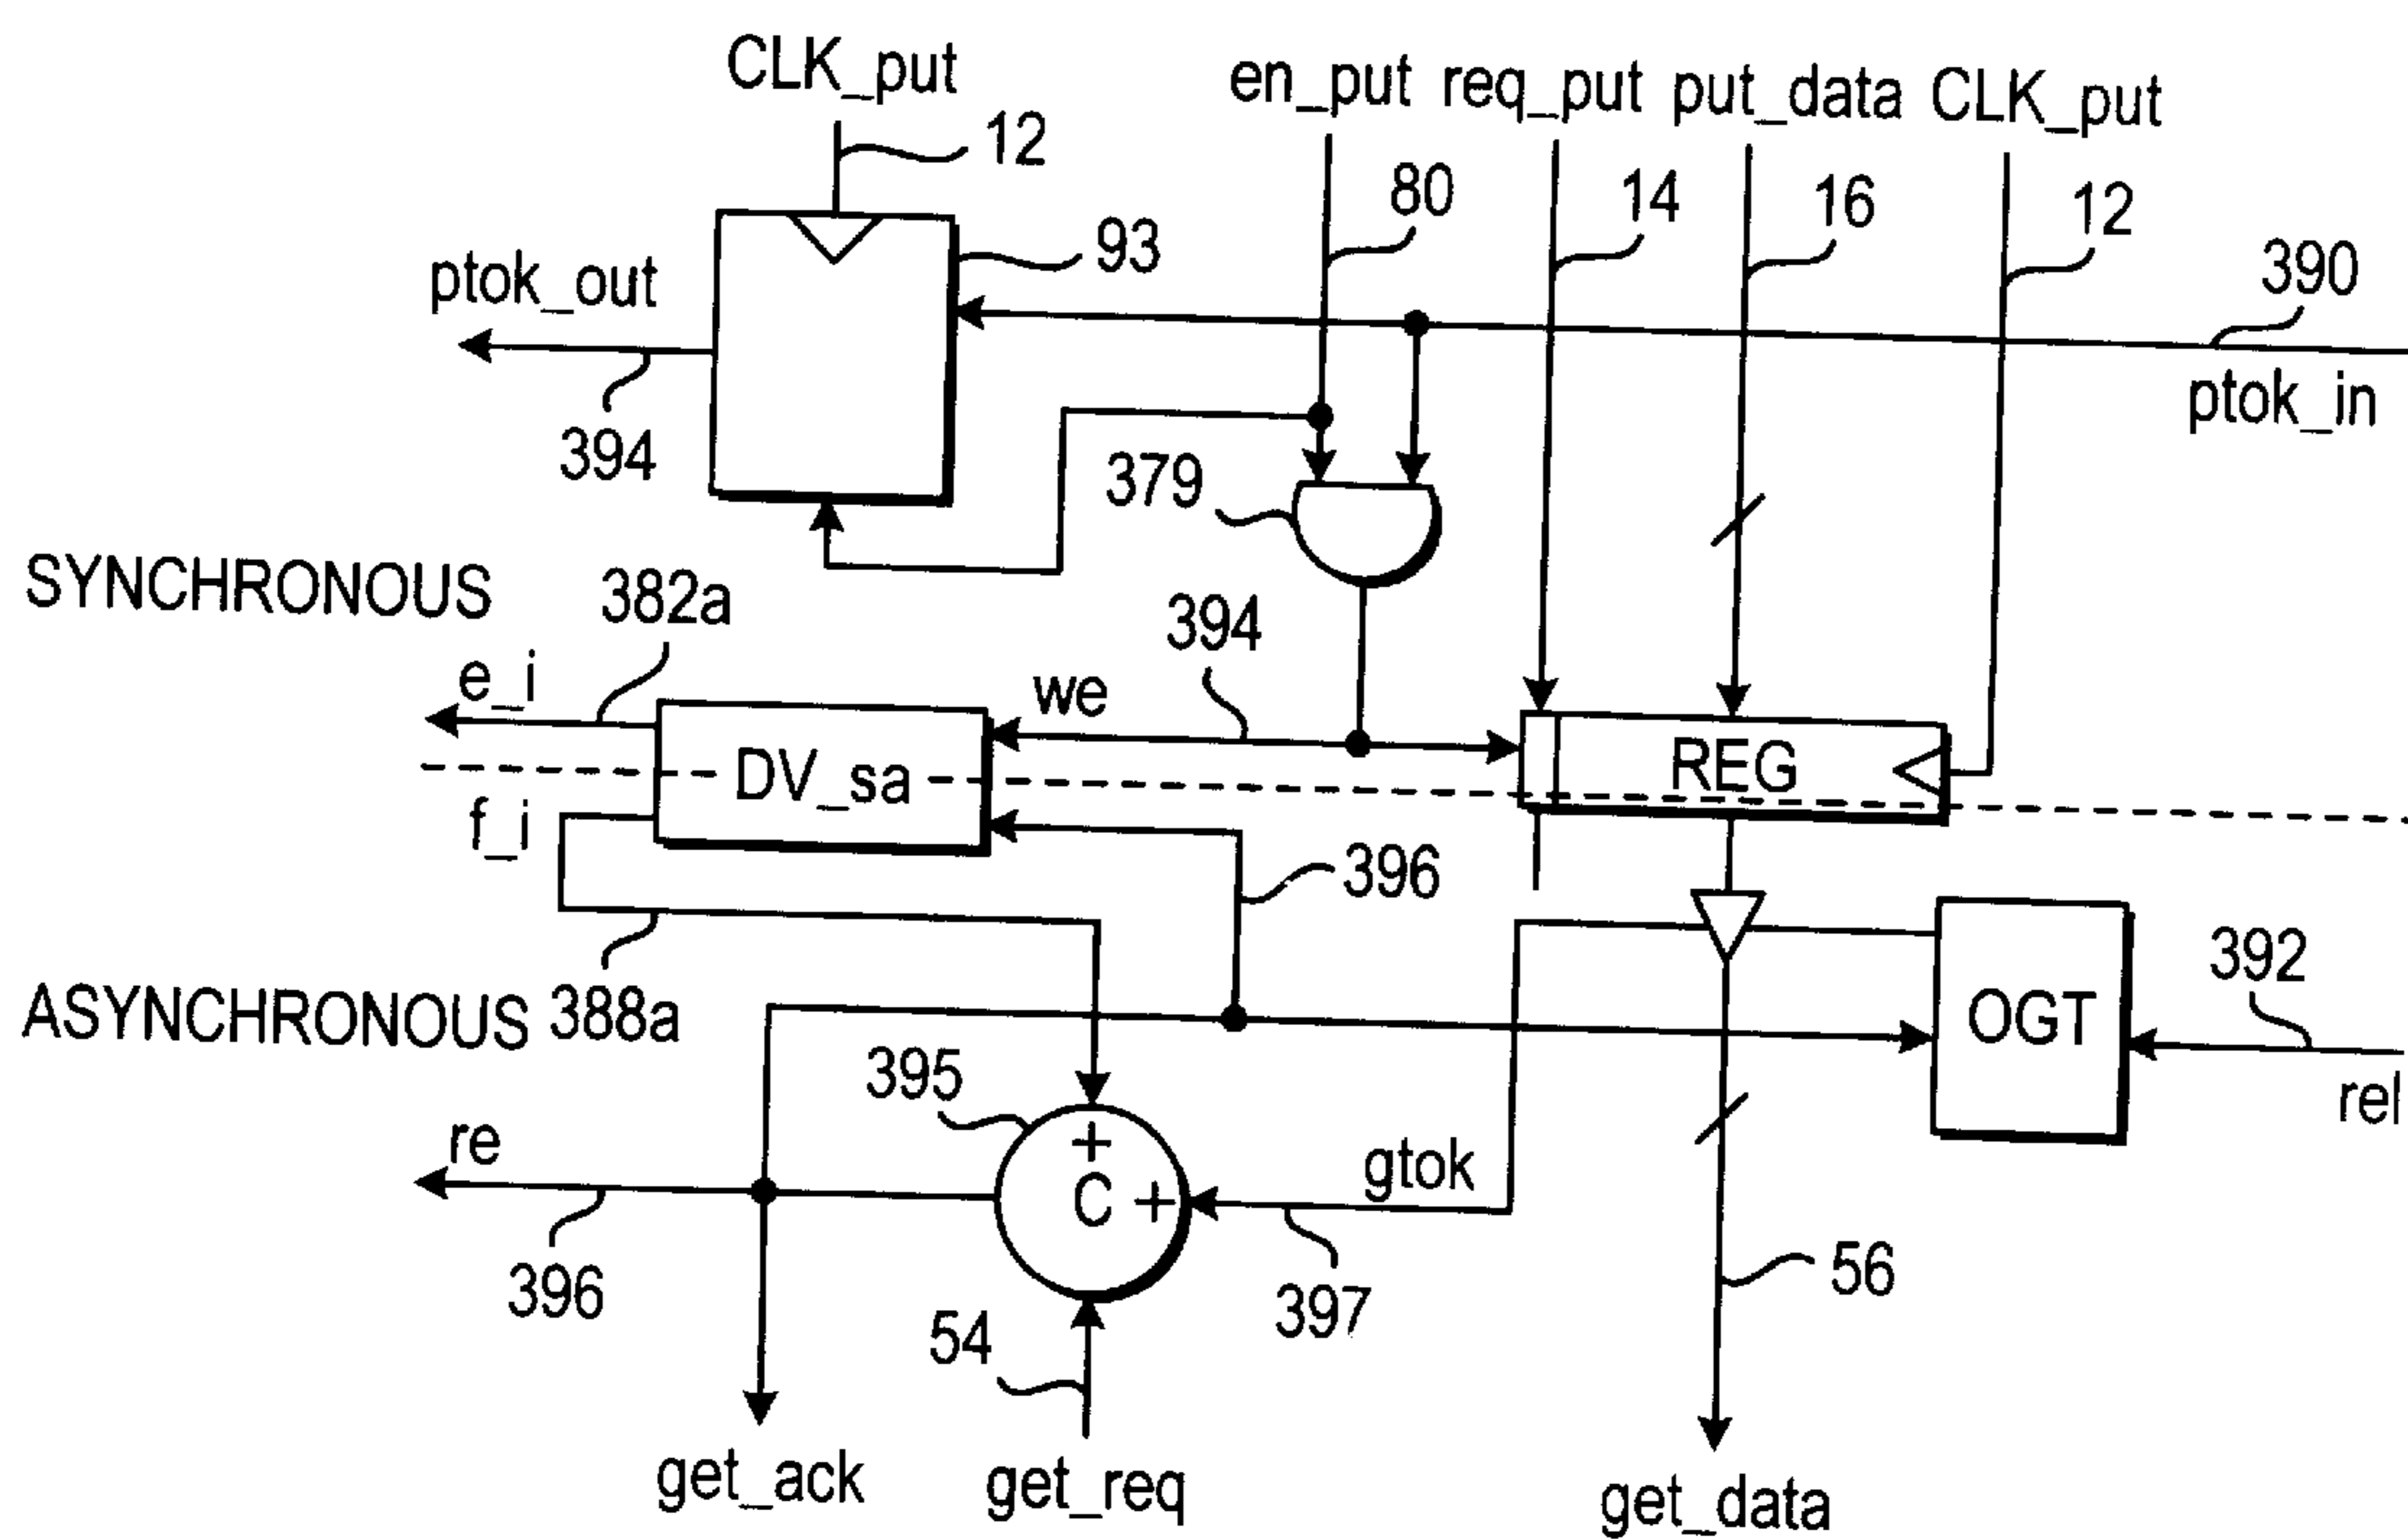 CLK_put
en_put req_put put_data CLK_put
12
80
14
16
12
93
390
ptok_out
ptok_in
394
379
SYNCHRONOUS
382a
394
e_i
we
DV_sa
REG
f_i
396
392
ASYNCHRONOUS 388a
OGT
395
rel
re
+
C +
gtok
396
54
397
56
get_ack
get_req
get_data